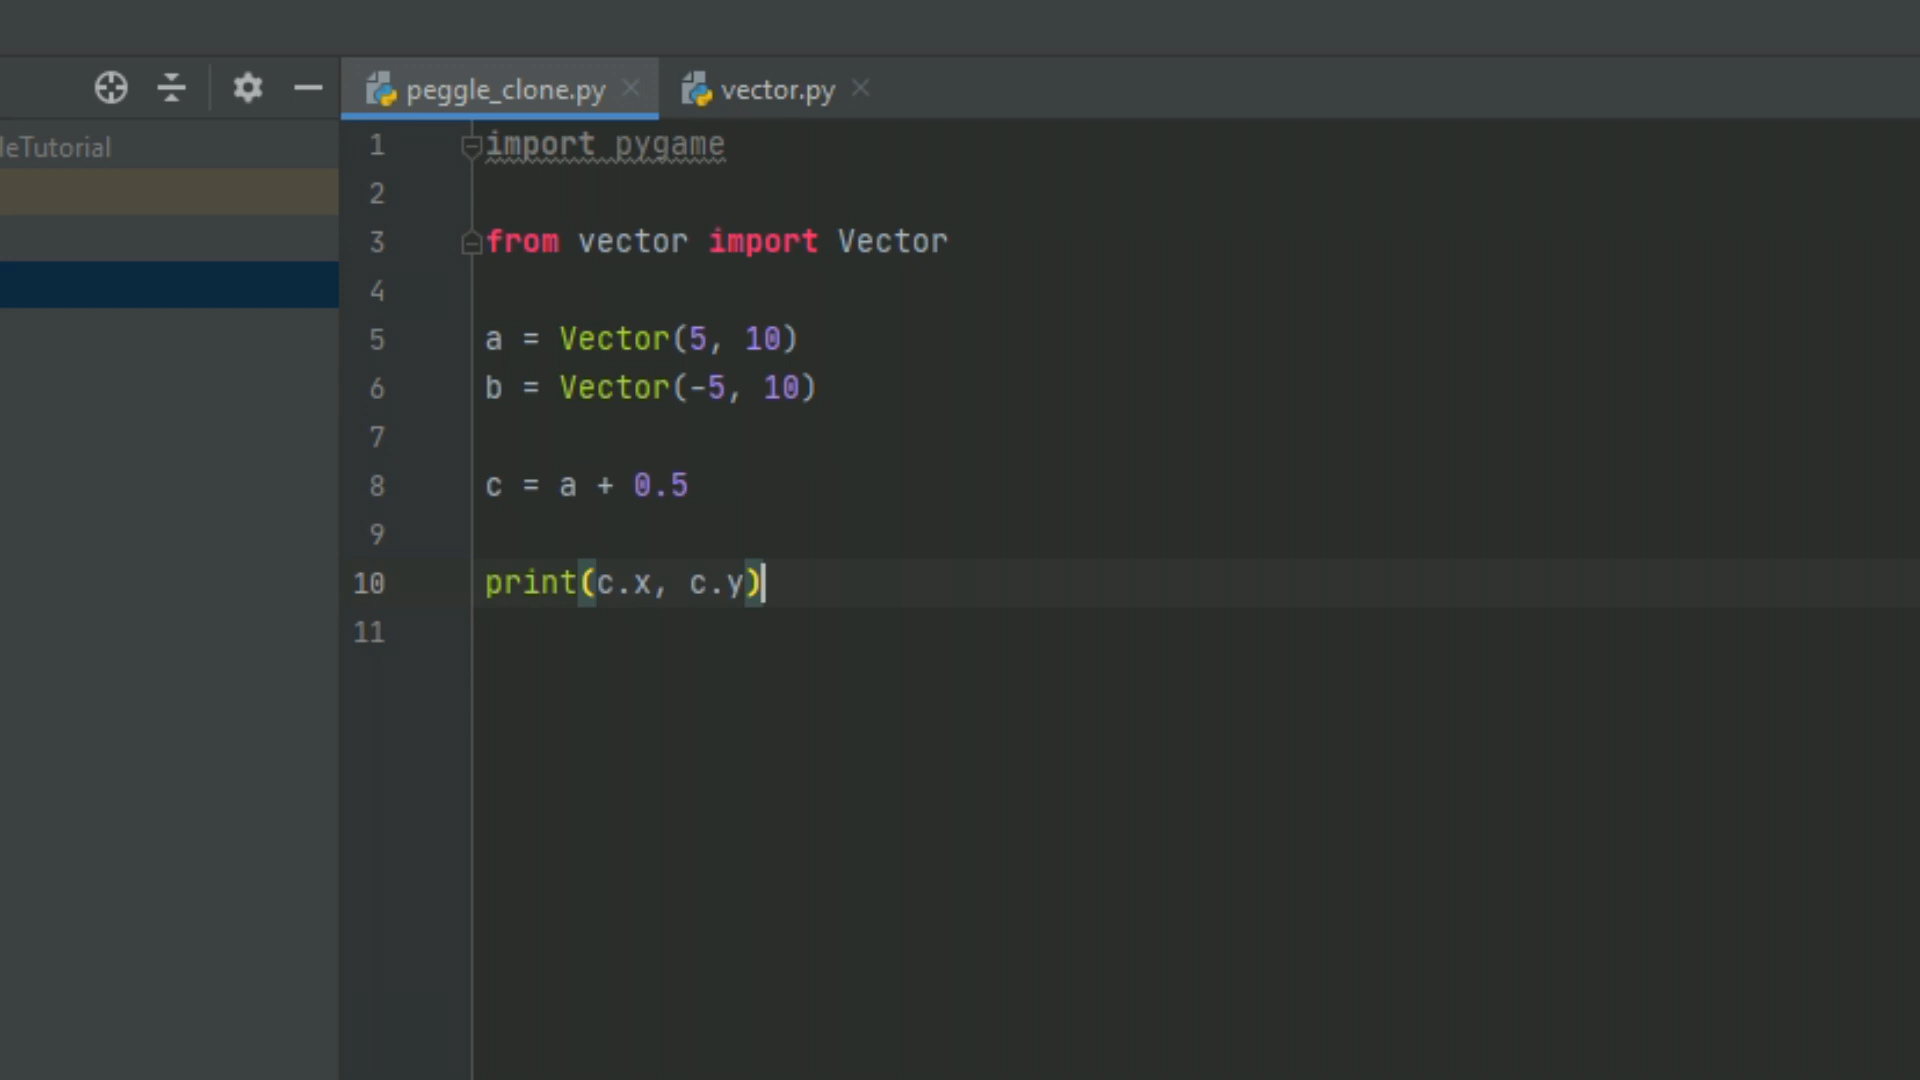 peggle_clone.py vector.py
leTutorial
1 import pygame
2
3 from vector import Vector
4
5 a = Vector(5, 10)
6 b = Vector(-5, 10)
7
8 c = a + 0.5
9
10 print(c.x, c.y)
11